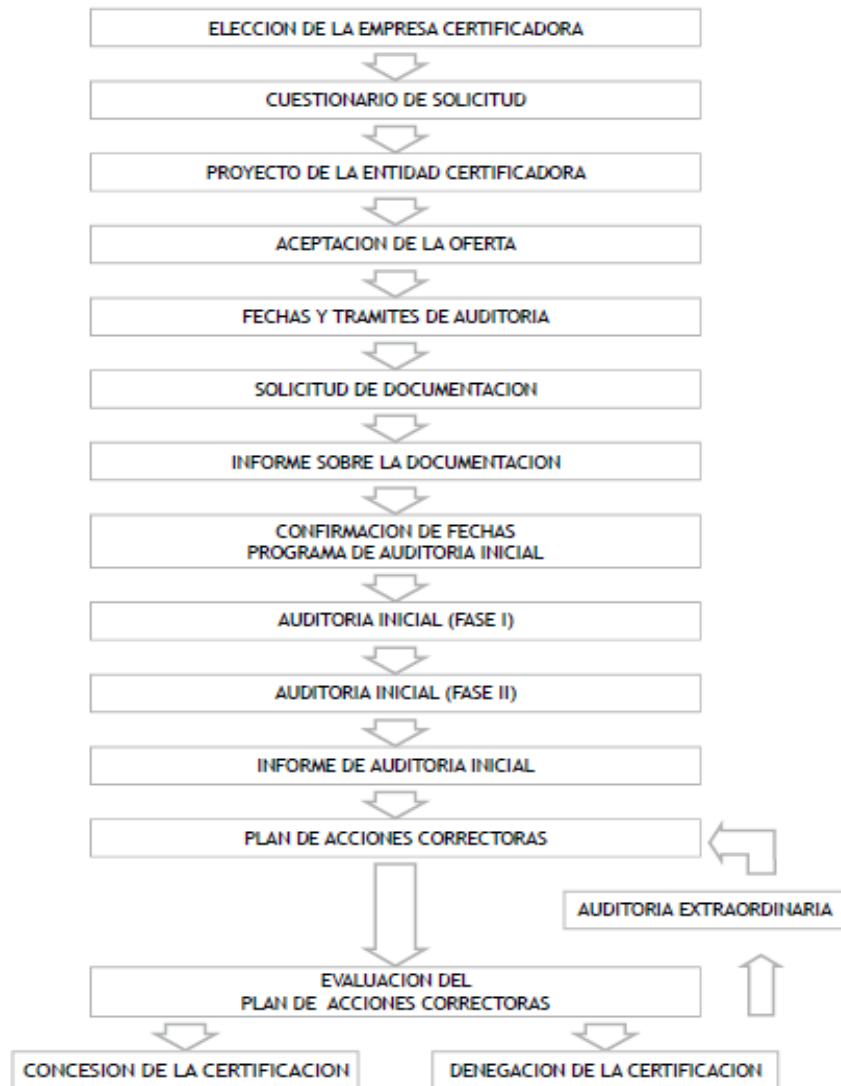 ELECCION DE LA EMPRESA CERTIFICADORA
CUESTIONARIO DE SOLICITUD
PROYECTO DE LA ENTIDAD CERTIFICADORA
ACEPTACION DE LA OFERTA
FECHAS Y TRAMITES DE AUDITORIA
SOLICITUD DE DOCUMENTACION
INFORME SOBRE LA DOCUMENTACION
CONFIRMACION DE FECHAS
PROGRAMA DE AUDITORIA INICIAL
AUDITORIA INICIAL (FASE I)
AUDITORIA INICIAL (FASE II)
INFORME DE AUDITORIA INICIAL
PLAN DE ACCIONES CORRECTORAS
AUDITORIA EXTRAORDINARIA
EVALUACION DEL
PLAN DE ACCIONES CORRECTORAS
CONCESION DE LA CERTIFICACION
DENEGACION DE LA CERTIFICACION